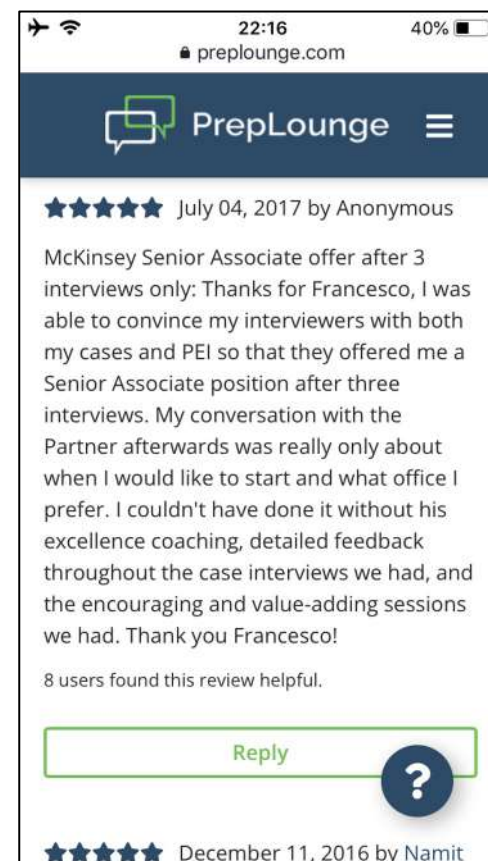 22:16
40%
preplounge.com
PrepLounge
July 04, 2017 by Anonymous
McKinsey Senior Associate offer after 3
interviews only: Thanks for Francesco, I was
able to convince my interviewers with both
my cases and PEI so that they offered me a
Senior Associate position after three
interviews. My conversation with the
Partner afterwards was really only about
when I would like to start and what office I
prefer. I couldn't have done it without his
excellence coaching, detailed feedback
throughout the case interviews we had, and
the encouraging and value-adding sessions
we had. Thank you Francesco!
8 users found this review helpful.
Reply
?
December 11, 2016 by Namit